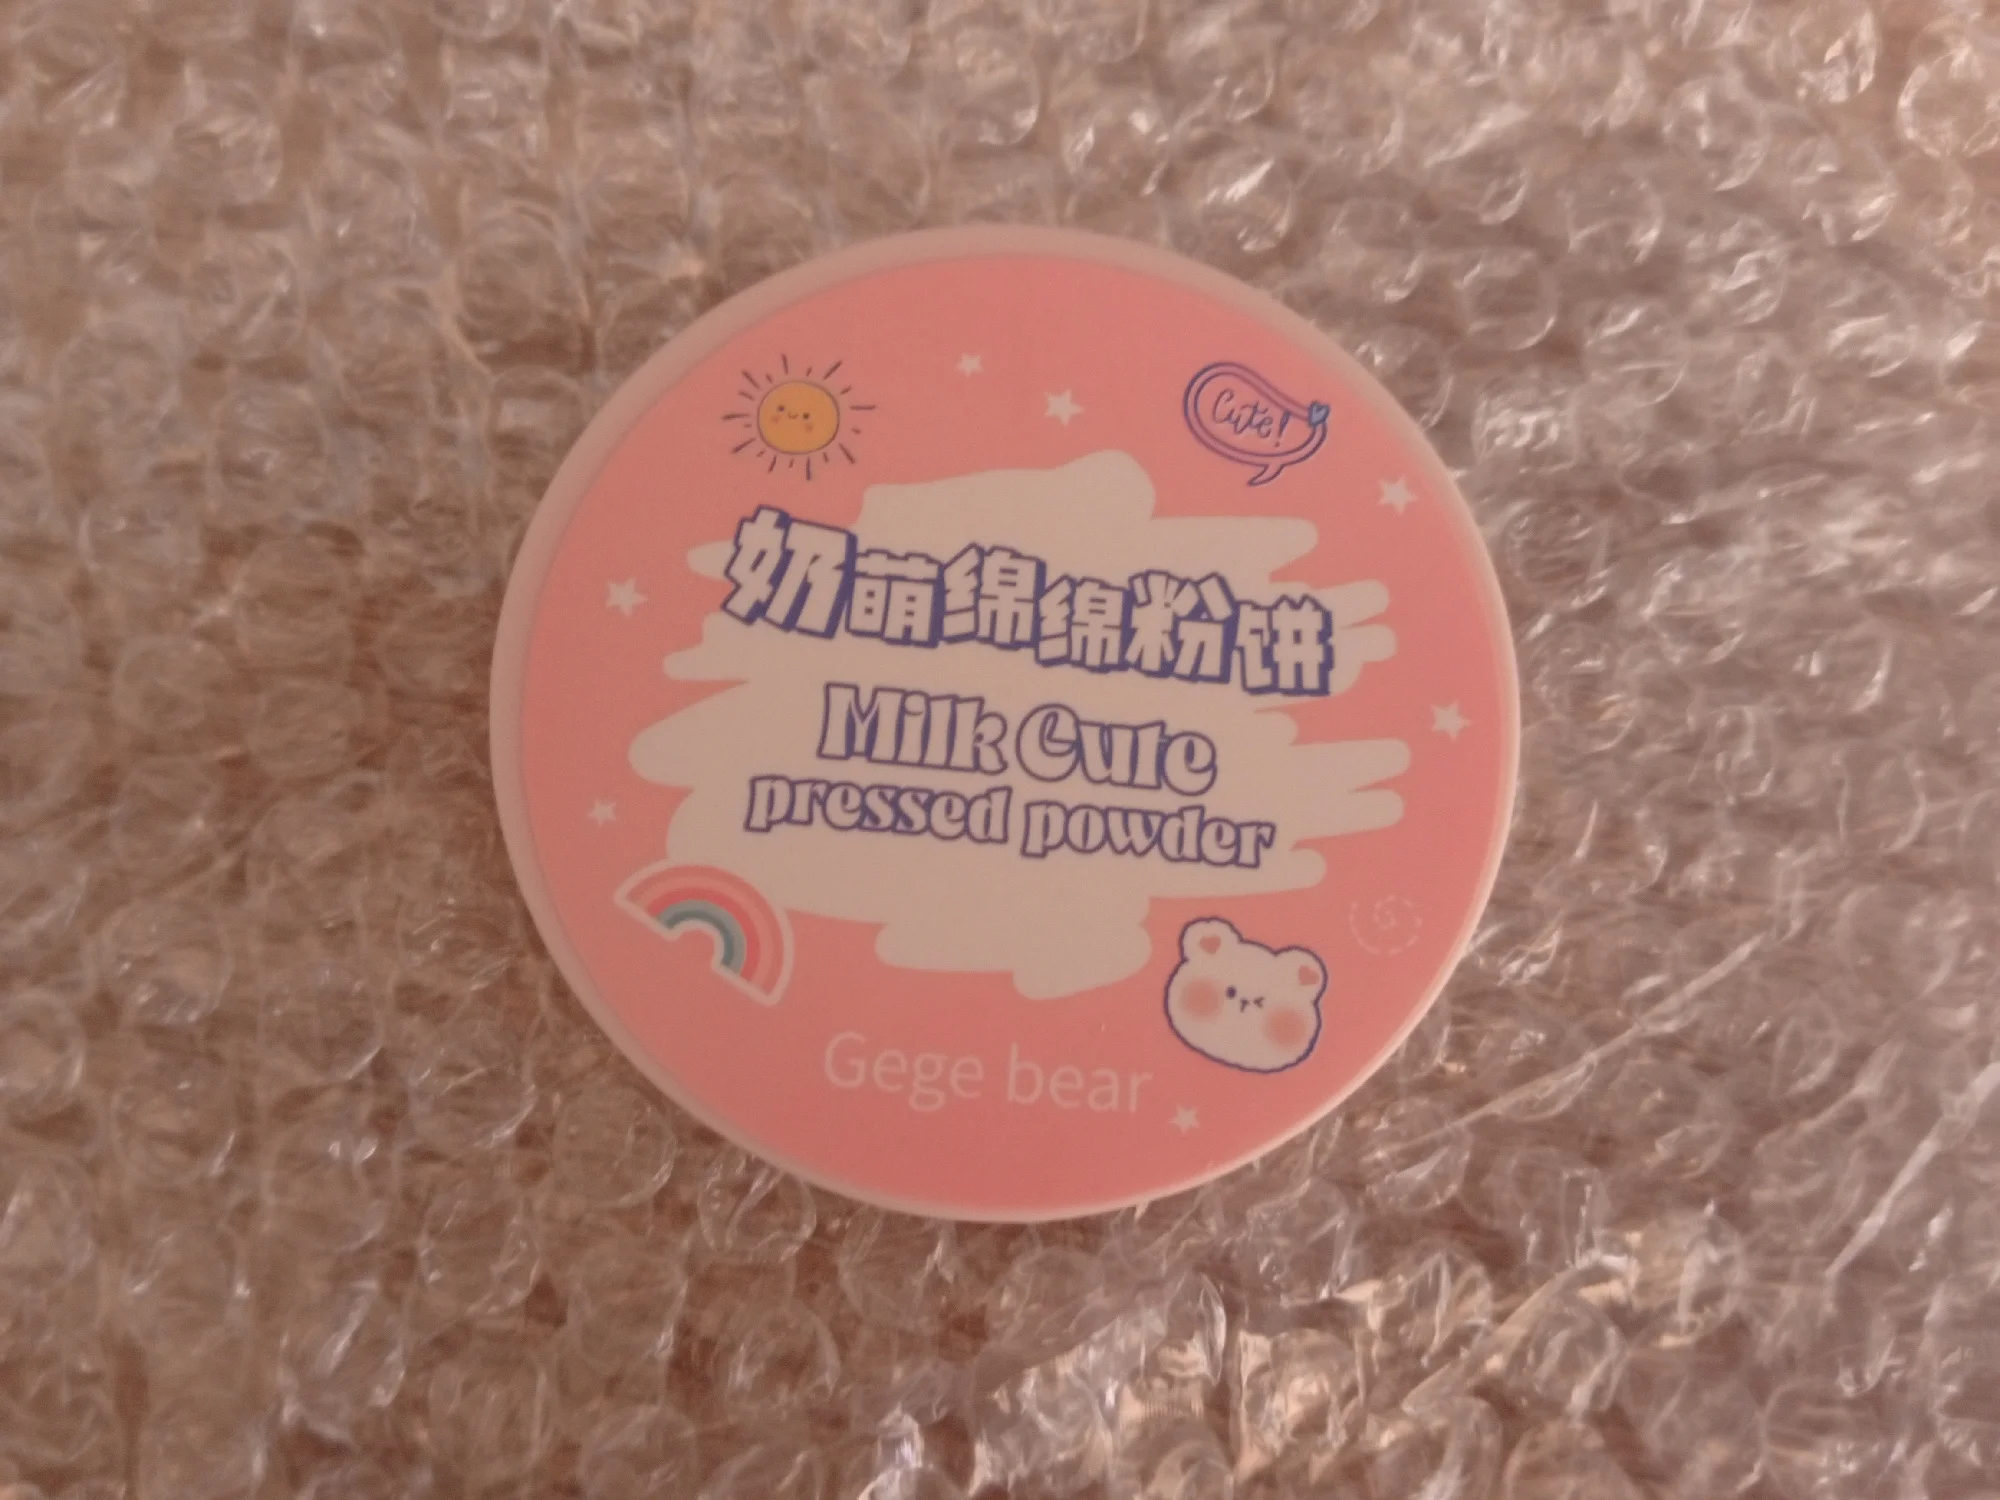 Cute!
奶萌绵绵粉饼
Milk Cute
pressed powder
Gege bear